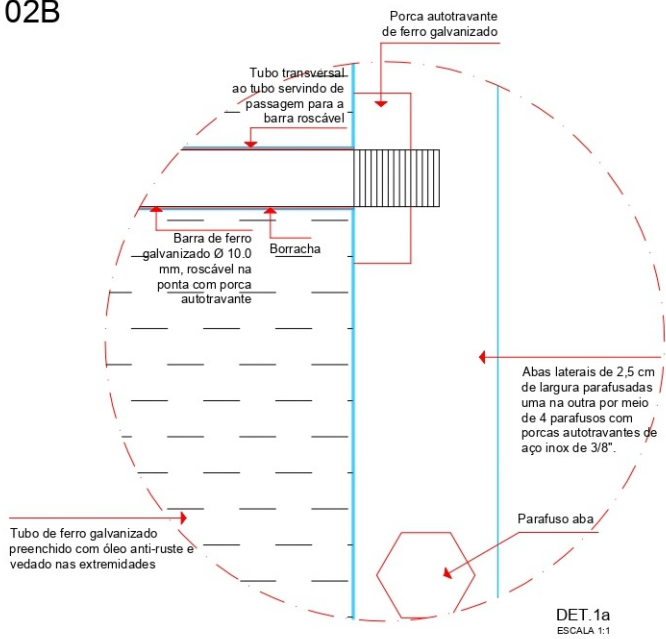 02B
Porca autotravante
de ferro galvanizado
Tubo transversal
ao tubo servindo de
passagem para a
barra roscável
Barra de ferro
galvanizado Ø 10.0
mm, roscável na
ponta com porca
autotravante
Borracha
Abas laterais de 2,5 cm
de largura parafusadas
uma na outra por meio
de 4 parafusos com
porcas autotravantes de
aço inox de 3/8".
Tubo de ferro galvanizado
preenchido com óleo anti-ruste e
vedado nas extremidades
Parafuso aba
DET.1a
ESCALA 1:1